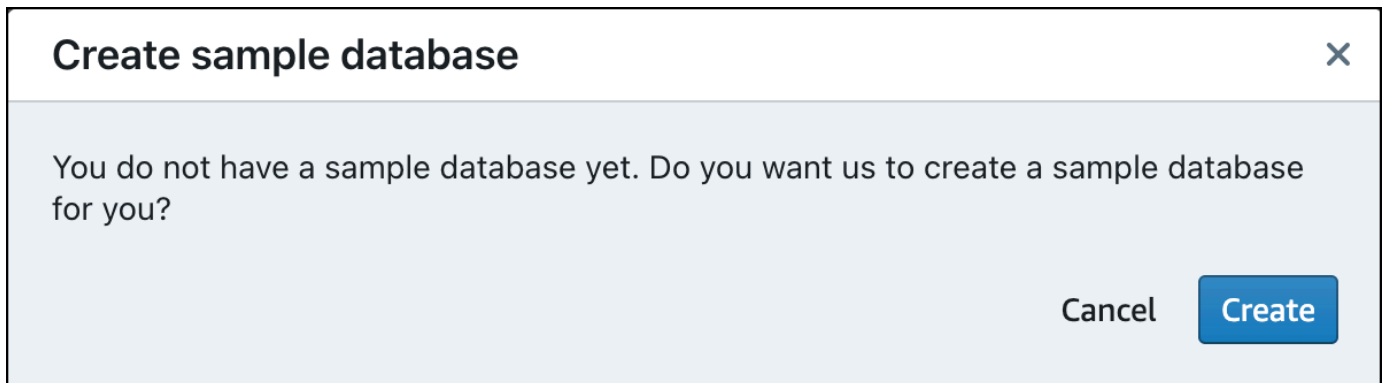 Create sample database
You do not have a sample database yet. Do you want us to create a sample database
for you?
Cancel
Create